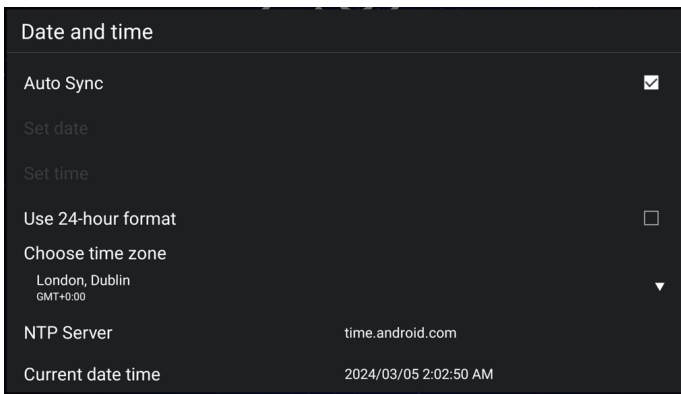 Date and time
Auto Sync
Set date
Set time
Use 24-hour format
Choose time zone
London, Dublin
GMT+0:00
NTP Server time.android.com
Current date time 2024/03/05 2:02:50 AM